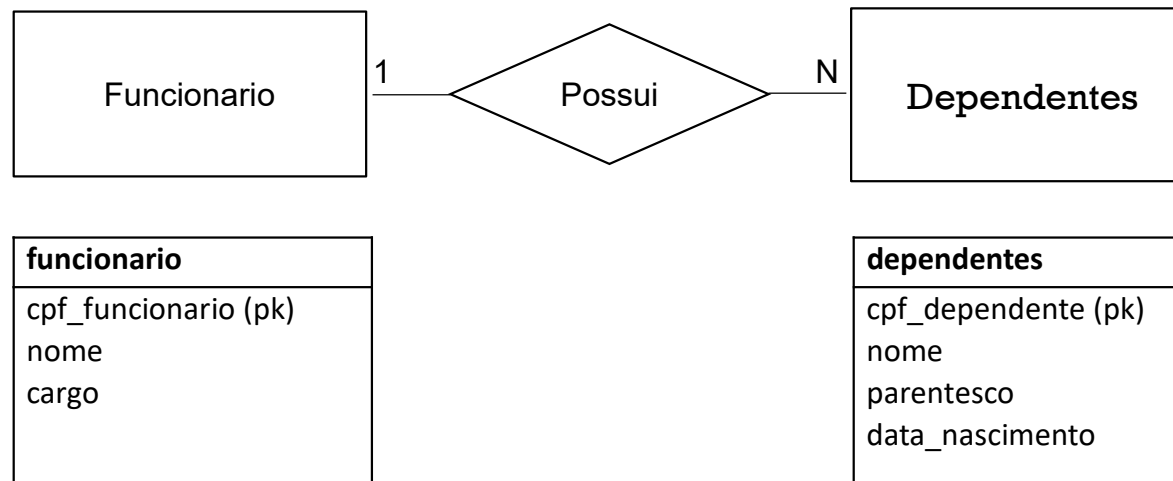 Funcionario
1
Possui
N
Dependentes
funcionario
cpf_funcionario (pk)
nome
cargo
dependentes
cpf_dependente (pk)
nome
parentesco
data_nascimento